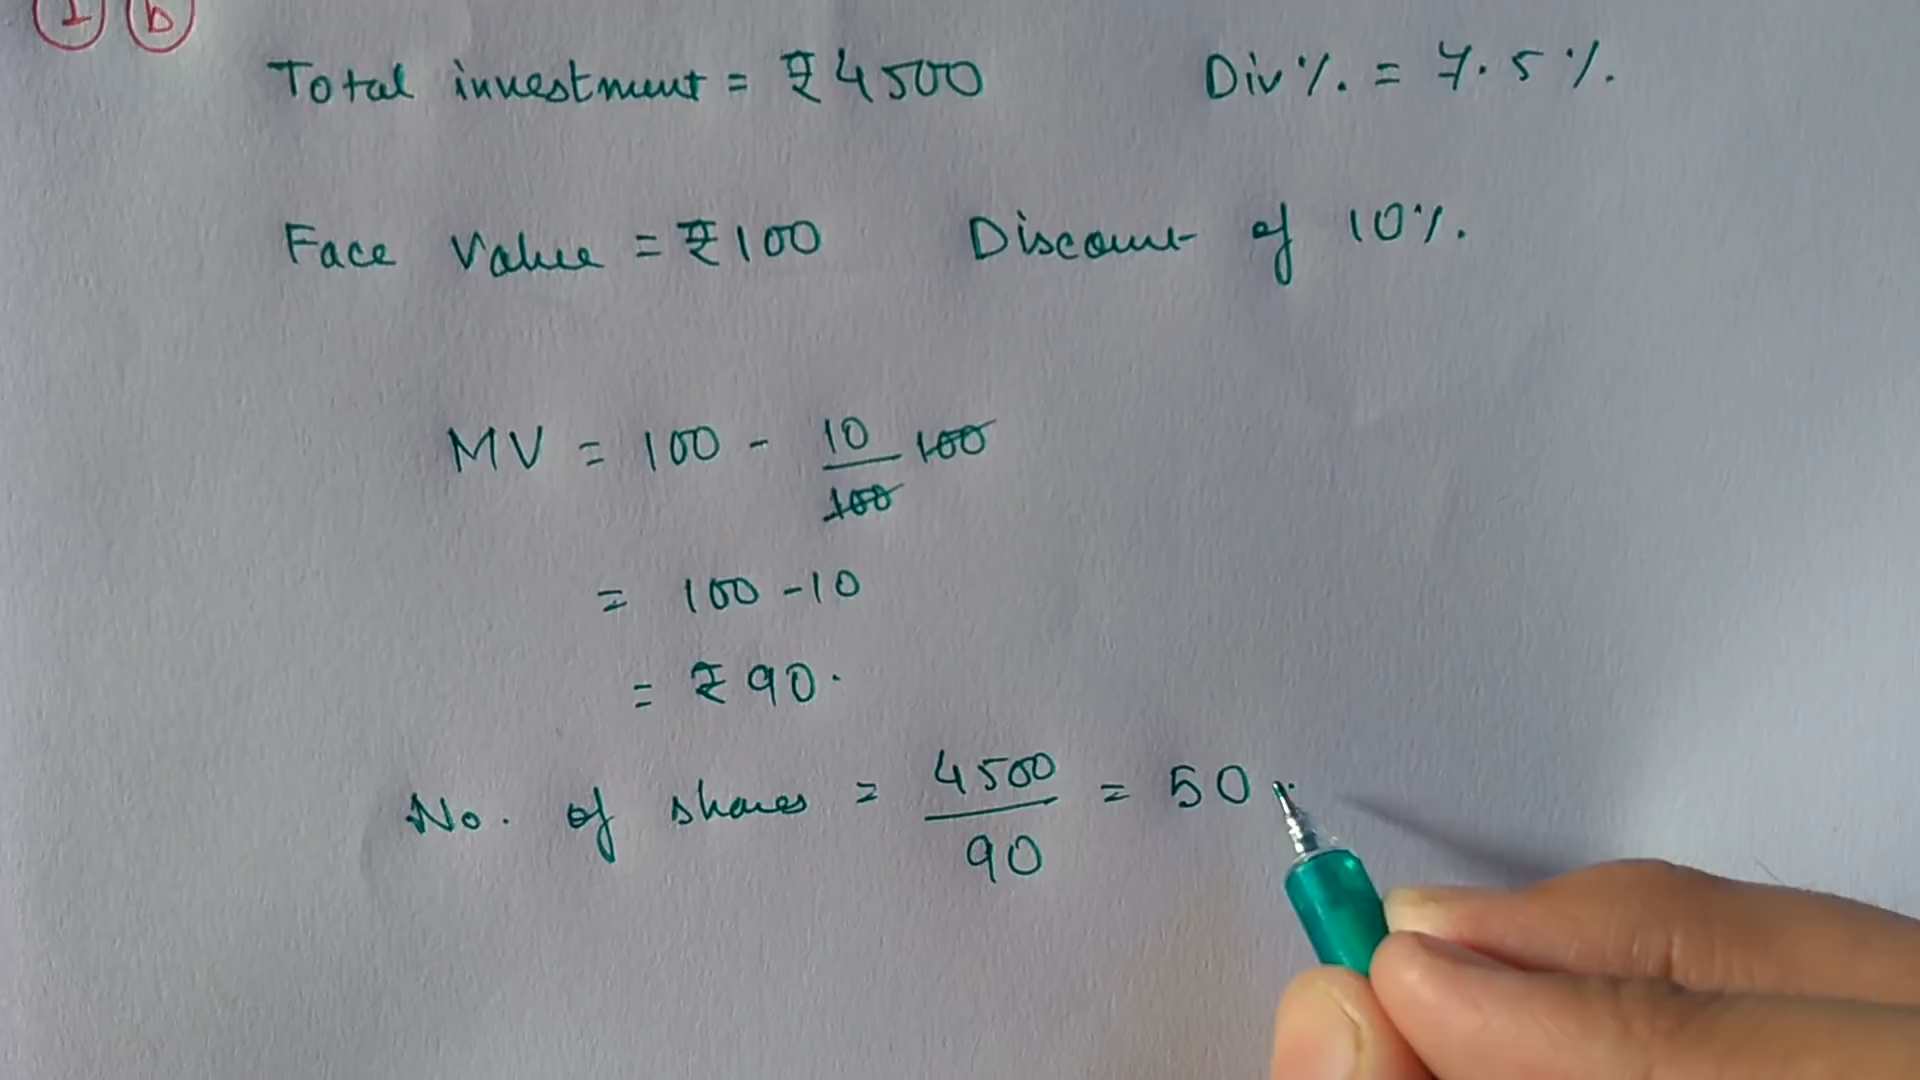 1 b
Total investment = ₹4500 Div%. = 7.5%.
Face Value = ₹100 Discount of 10%.
MV = 100 - 10/100 100
= 100 - 10
= ₹90.
No. of shares = 4500/90 = 50.